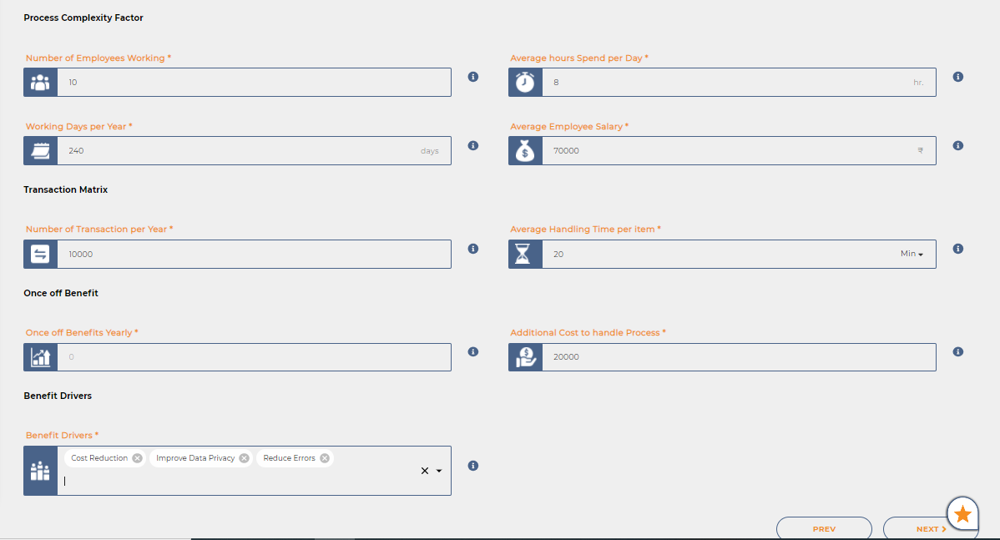 Process Complexity Factor
Number of Employees Working *
Average hours Spend per Day *
10
8
hr.
Working Days per Year *
Average Employee Salary *
240
days
70000
₹
Transaction Matrix
Number of Transaction per Year *
Average Handling Time per item *
10000
20
Min
Once off Benefit
Once off Benefits Yearly *
Additional Cost to handle Process *
0
20000
Benefit Drivers
Benefit Drivers *
Cost Reduction
Improve Data Privacy
Reduce Errors
PREV
NEXT